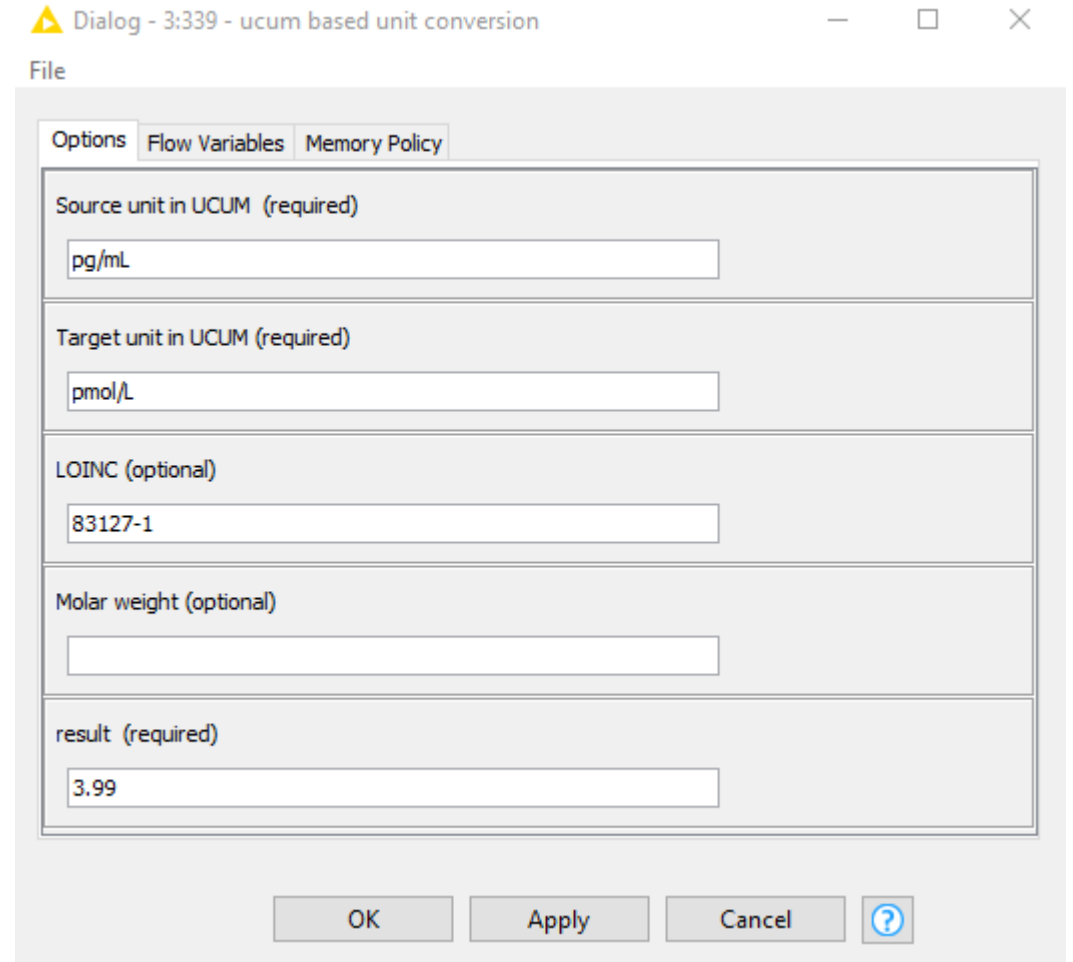 Dialog - 3:339 - ucum based unit conversion
File
Options Flow Variables Memory Policy
Source unit in UCUM (required)
pg/mL
Target unit in UCUM (required)
pmol/L
LOINC (optional)
83127-1
Molar weight (optional)
result (required)
3.99
OK Apply Cancel ?